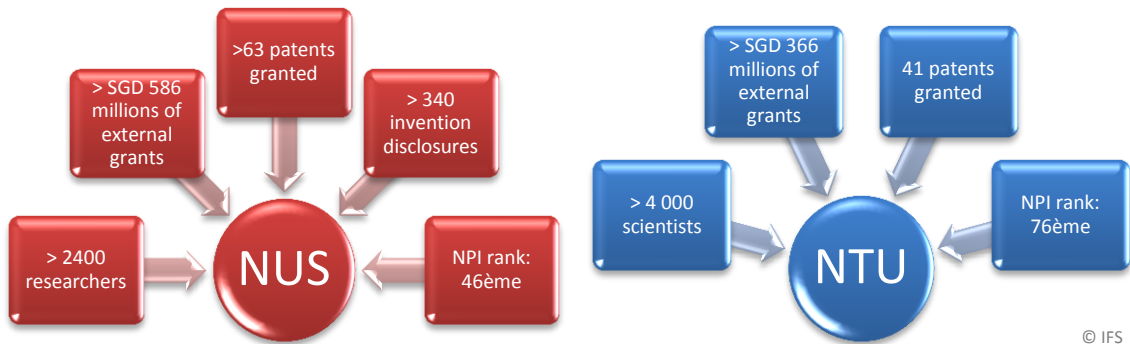 >63 patents
granted
> SGD 586
millions of
external
grants
> 340
invention
disclosures
> 2400
researchers
NUS
NPI rank:
46ème
> SGD 366
millions of
external
grants
41 patents
granted
> 4 000
scientists
NTU
NPI rank:
76ème
© IFS